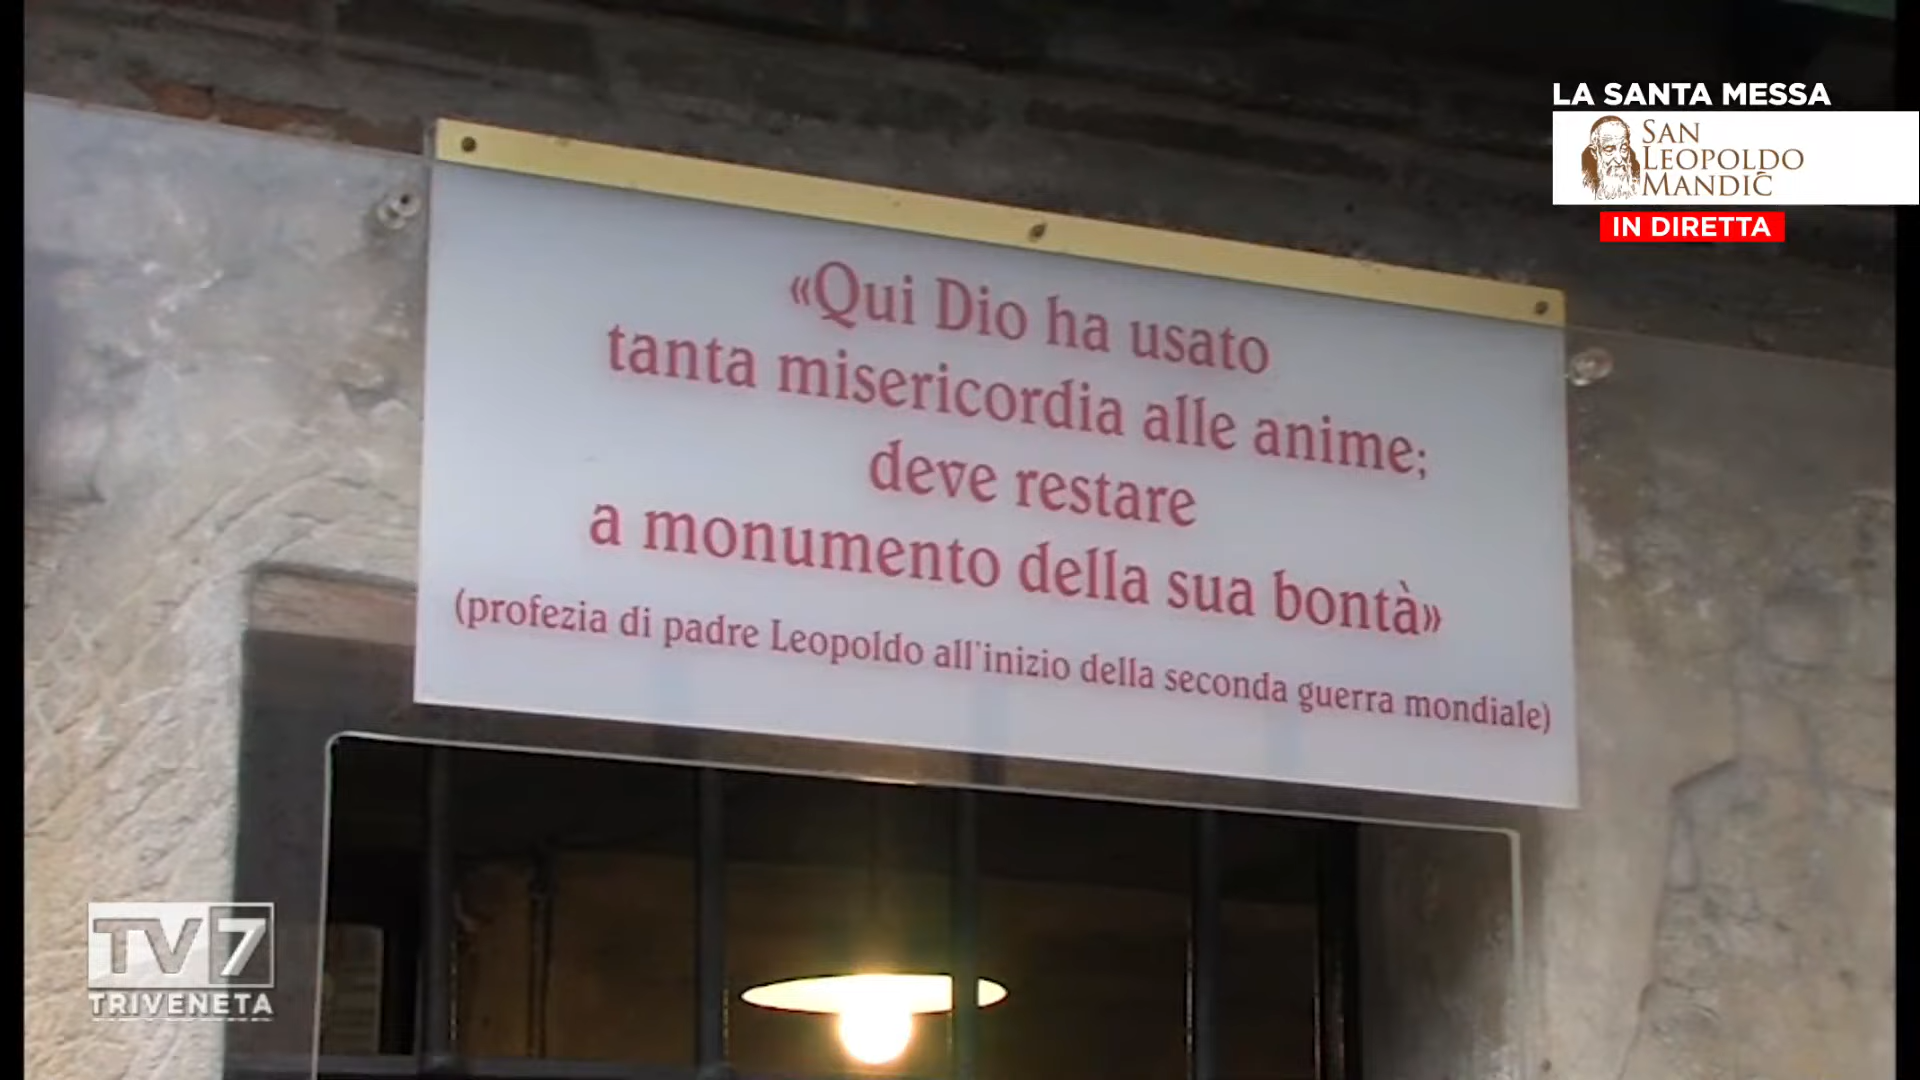 LA SANTA MESSA
SAN
LEOPOLDO
MANDIĆ
IN DIRETTA
«Qui Dio ha usato
tanta misericordia alle anime;
deve restare
a monumento della sua bontà»
(profezia di padre Leopoldo all'inizio della seconda guerra mondiale)
TV7
TRIVENETA